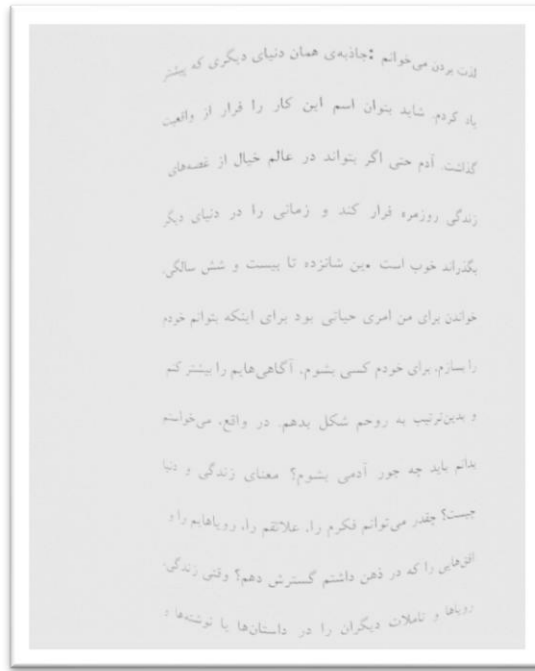 لذت بردن می‌خوانم :جاذبه‌ی همان دنیای دیگری که پیشتر
یاد کردم. شاید بتوان اسم این کار را فرار از واقعیت
گذاشت. آدم حتی اگر بتواند در عالم خیال از غصه‌های
زندگی روزمره فرار کند و زمانی را در دنیای دیگر
بگذراند خوب است .بین شانزده تا بیست و شش سالگی،
خواندن برای من امری حیاتی بود برای اینکه بتوانم خودم
را بسازم، برای خودم کسی بشوم، آگاهی‌هایم را بیشتر کنم
و بدین‌ترتیب به روحم شکل بدهم. در واقع، می‌خواستم
بدانم باید چه جور آدمی بشوم؟ معنای زندگی و دنیا
چیست؟ چقدر می‌توانم فکرم را، علائقم را، رویاهایم را و
افق‌هایی را که در ذهن داشتم گسترش دهم؟ وقتی زندگی،
رویاها و تاملات دیگران را در داستان‌ها یا نوشته‌ها و